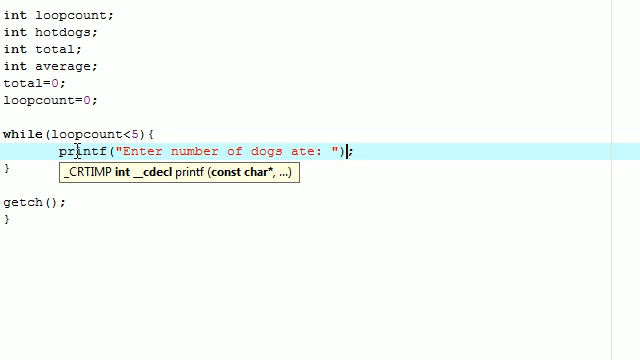 int loopcount;
int hotdogs;
int total;
int average;
total=0;
loopcount=0;
while(loopcount<5){
printf("Enter number of dogs ate: ");
}
_CRTIMP int __cdecl printf (const char*, ...)
getch();
}